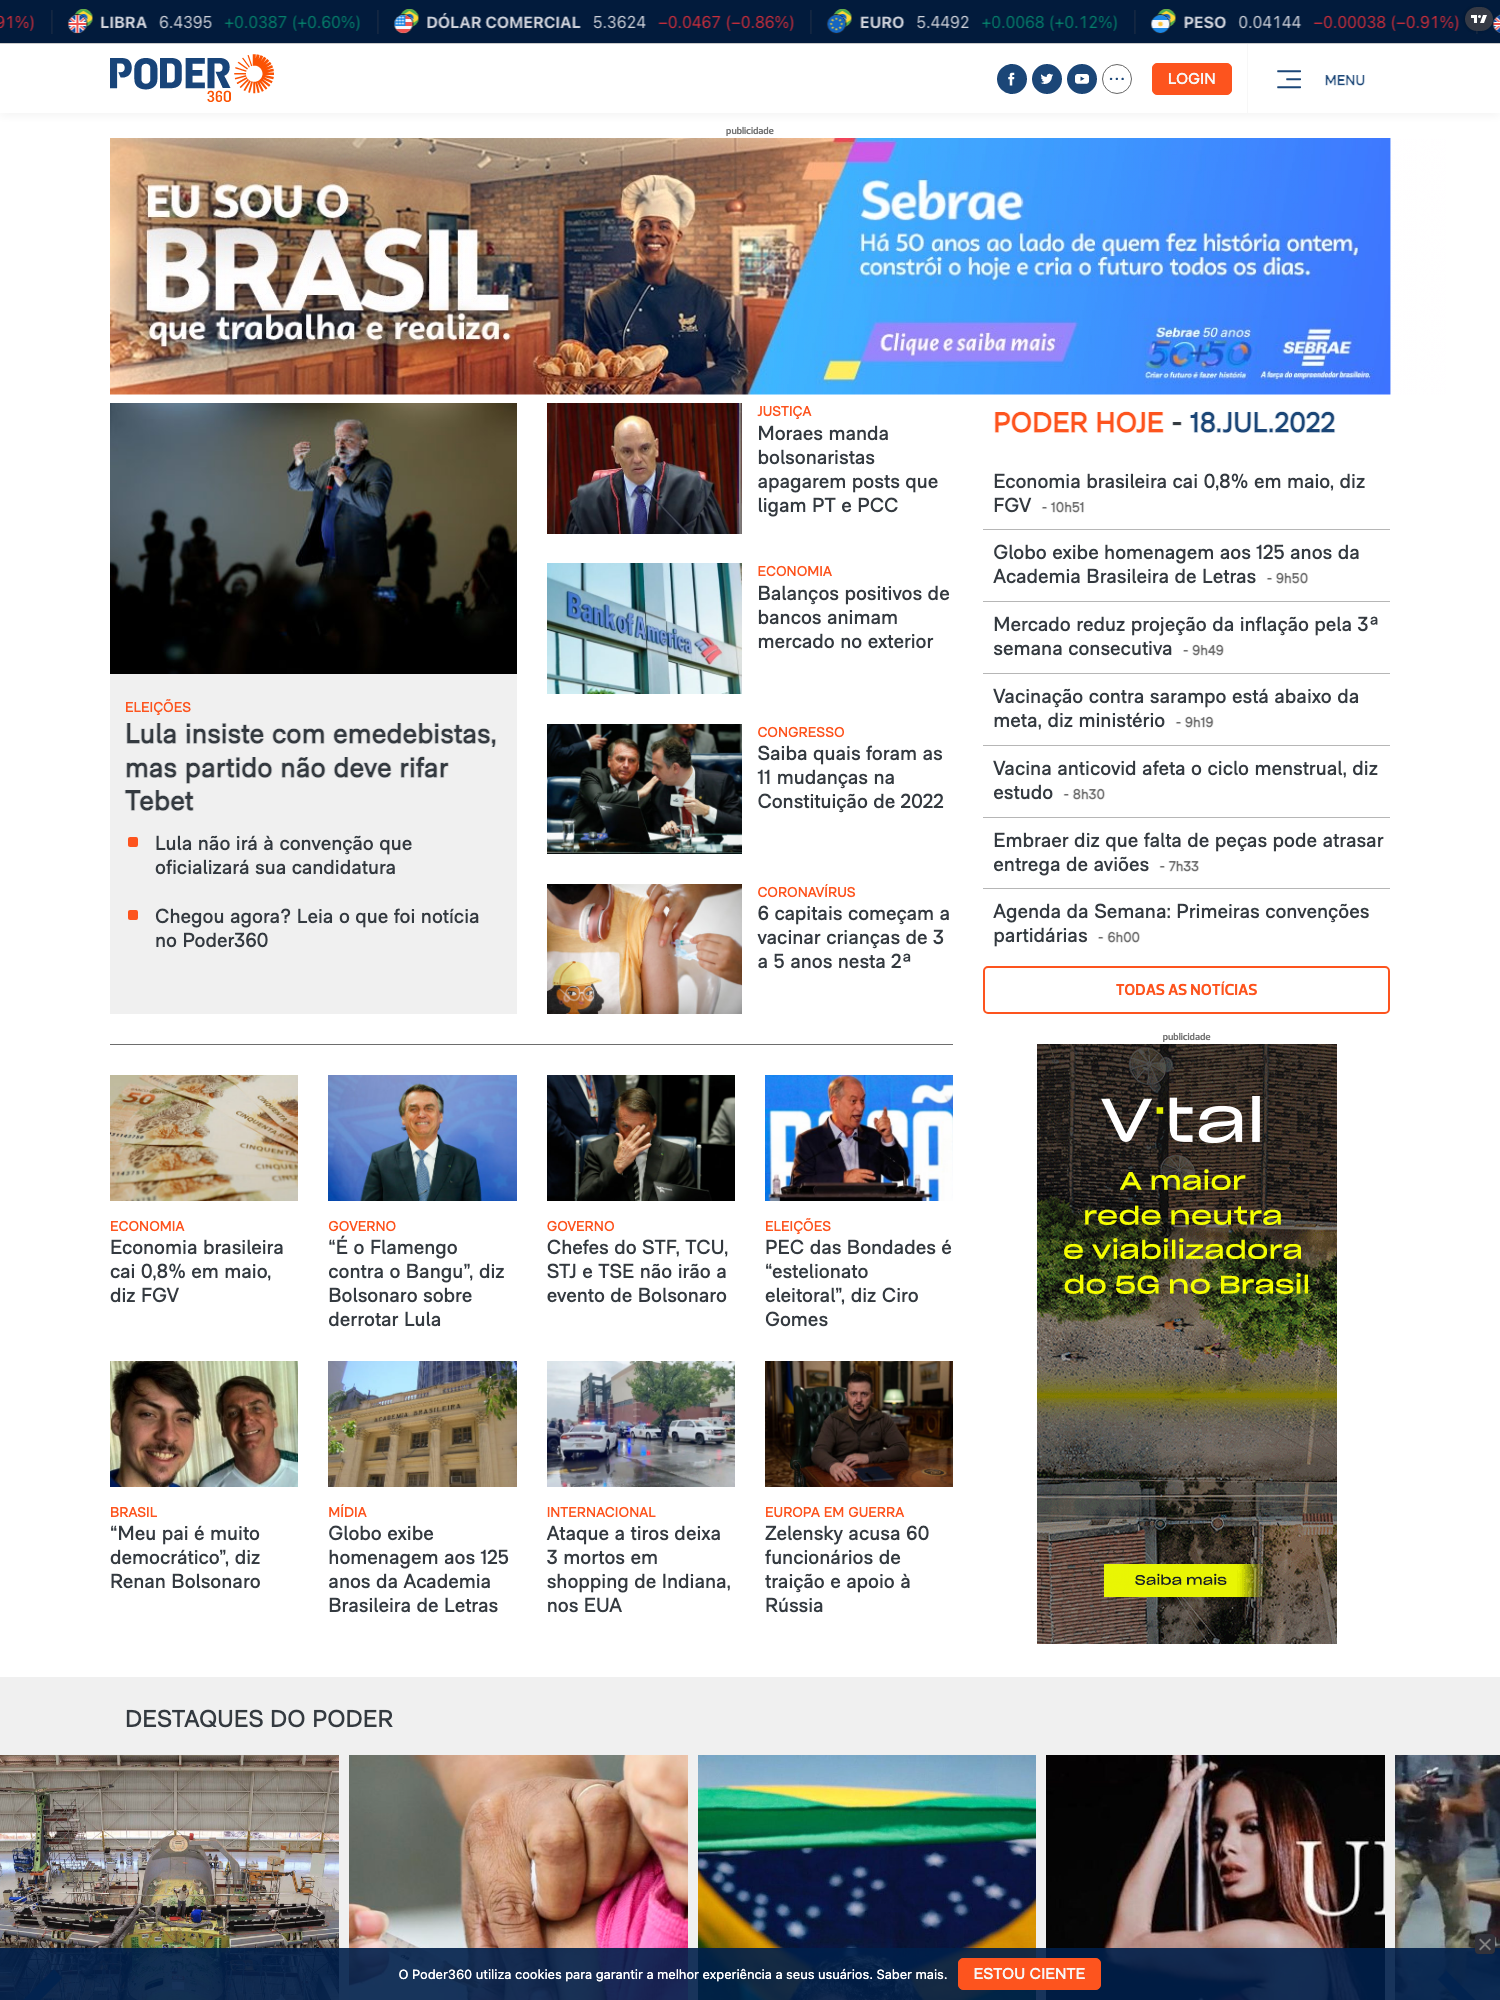 91%)
LIBRA 6.4395 +0.0387 (+0.60%)
DÓLAR COMERCIAL 5.3624 −0.0467 (−0.86%)
EURO 5.4492 +0.0068 (+0.12%)
PESO 0.04144 −0.00038 (−0.91%)
PODER
360
LOGIN
MENU
publicidade
EU SOU O
BRASIL
que trabalha e realiza.
Sebrae
Há 50 anos ao lado de quem fez história ontem,
constrói o hoje e cria o futuro todos os dias.
Clique e saiba mais
Sebrae 50 anos
50+50
Criar o futuro é fazer história
SEBRAE
A força do empreendedor brasileiro.
ELEIÇÕES
Lula insiste com emedebistas,
mas partido não deve rifar
Tebet
Lula não irá à convenção que
oficializará sua candidatura
Chegou agora? Leia o que foi notícia
no Poder360
JUSTIÇA
Moraes manda
bolsonaristas
apagarem posts que
ligam PT e PCC
Bank of America
ECONOMIA
Balanços positivos de
bancos animam
mercado no exterior
CONGRESSO
Saiba quais foram as
11 mudanças na
Constituição de 2022
CORONAVÍRUS
6 capitais começam a
vacinar crianças de 3
a 5 anos nesta 2ª
PODER HOJE - 18.JUL.2022
Economia brasileira cai 0,8% em maio, diz
FGV - 10h51
Globo exibe homenagem aos 125 anos da
Academia Brasileira de Letras - 9h50
Mercado reduz projeção da inflação pela 3ª
semana consecutiva - 9h49
Vacinação contra sarampo está abaixo da
meta, diz ministério - 9h19
Vacina anticovid afeta o ciclo menstrual, diz
estudo - 8h30
Embraer diz que falta de peças pode atrasar
entrega de aviões - 7h33
Agenda da Semana: Primeiras convenções
partidárias - 6h00
TODAS AS NOTÍCIAS
ECONOMIA
Economia brasileira
cai 0,8% em maio,
diz FGV
GOVERNO
“É o Flamengo
contra o Bangu”, diz
Bolsonaro sobre
derrotar Lula
GOVERNO
Chefes do STF, TCU,
STJ e TSE não irão a
evento de Bolsonaro
ELEIÇÕES
PEC das Bondades é
“estelionato
eleitoral”, diz Ciro
Gomes
publicidade
V.tal
A maior
rede neutra
e viabilizadora
do 5G no Brasil
Saiba mais
BRASIL
“Meu pai é muito
democrático”, diz
Renan Bolsonaro
ACADEMIA BRASILEIRA
MÍDIA
Globo exibe
homenagem aos 125
anos da Academia
Brasileira de Letras
INTERNACIONAL
Ataque a tiros deixa
3 mortos em
shopping de Indiana,
nos EUA
EUROPA EM GUERRA
Zelensky acusa 60
funcionários de
traição e apoio à
Rússia
DESTAQUES DO PODER
O Poder360 utiliza cookies para garantir a melhor experiência a seus usuários. Saber mais.
ESTOU CIENTE